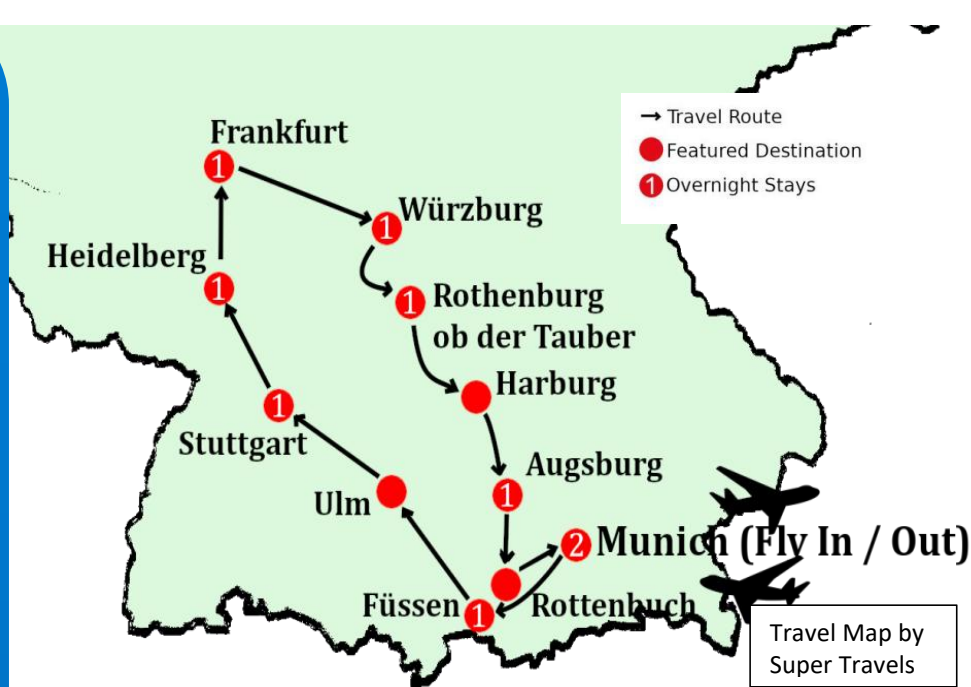 Frankfurt
1
→ Travel Route
Featured Destination
1 Overnight Stays
Würzburg
1
Heidelberg
1
1 Rothenburg
ob der Tauber
Harburg
1
Stuttgart
Augsburg
1
Ulm
2 Munich (Fly In / Out)
Füssen
1
Rottenbuch
Travel Map by
Super Travels